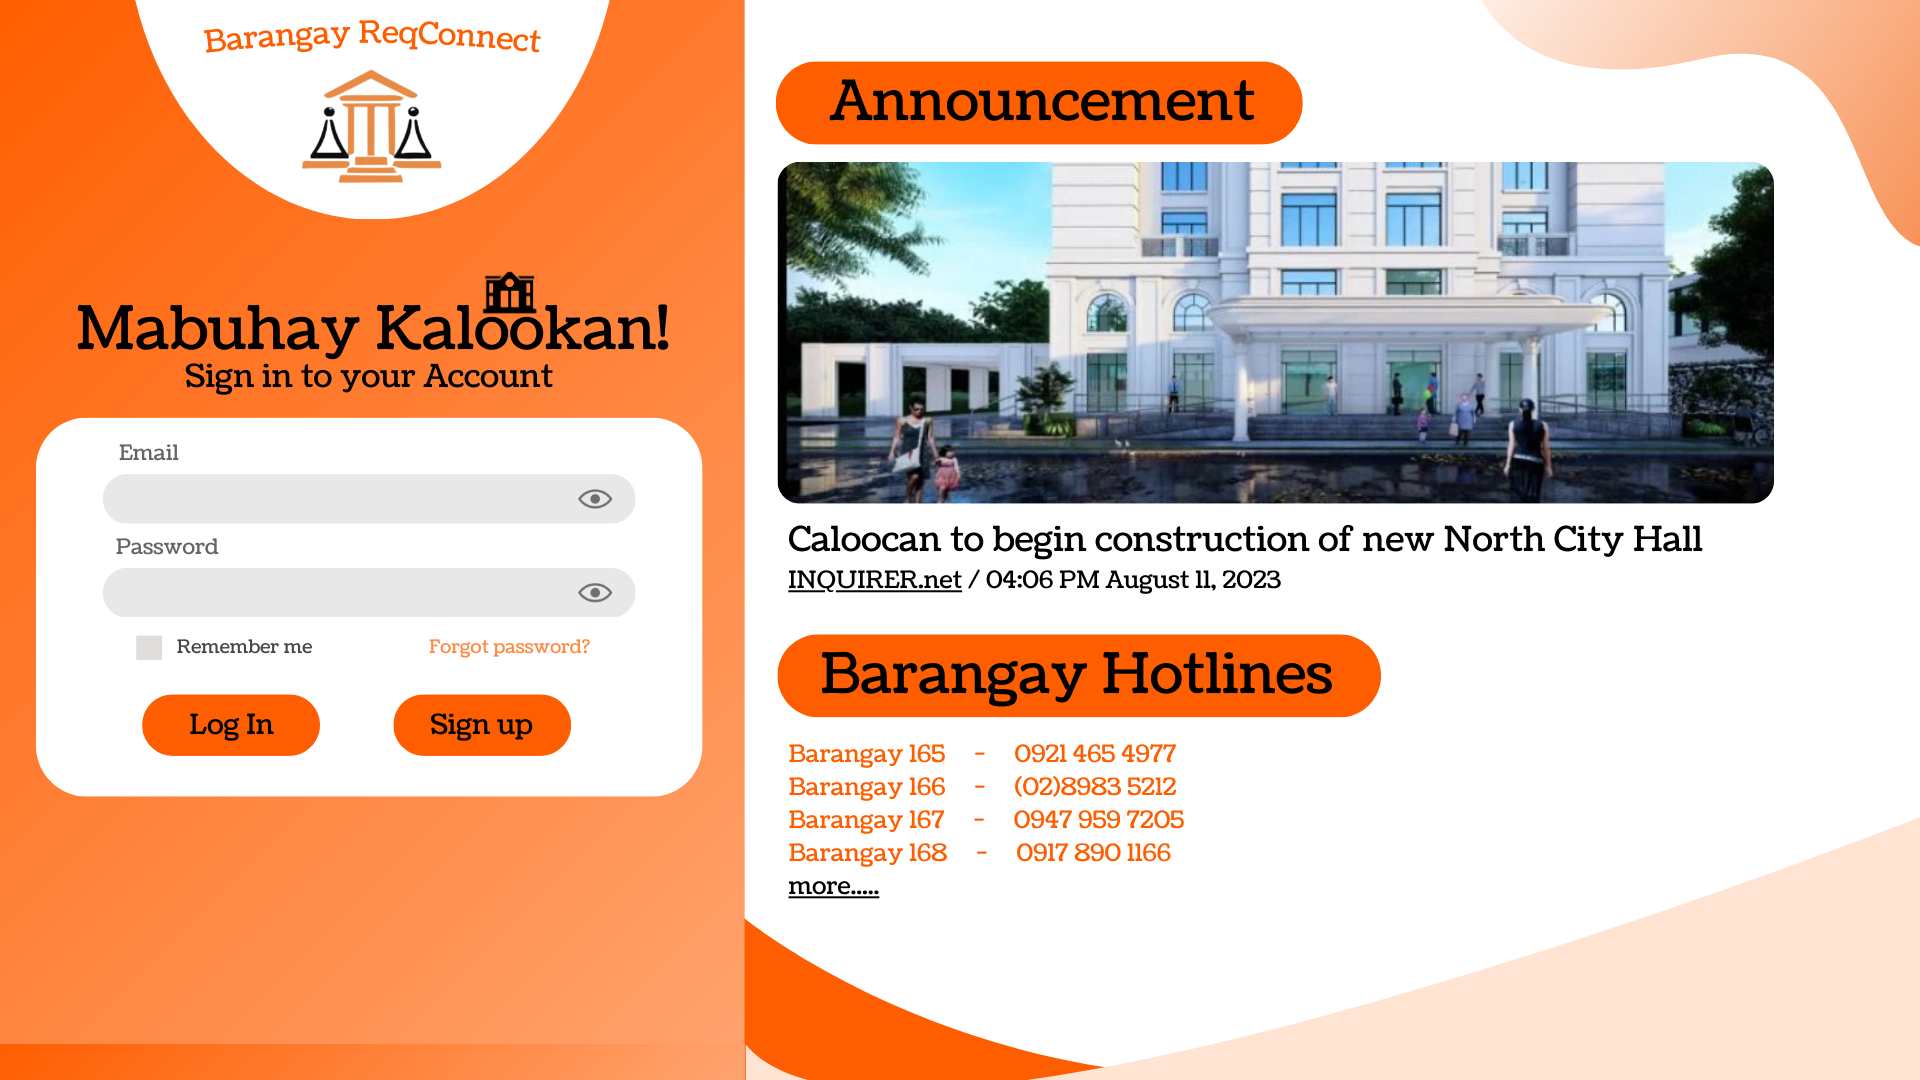 Barangay ReqConnect
Mabuhay Kalookan!
Sign in to your Account
Email
Password
Remember me
Forgot password?
Log In
Sign up
Announcement
Caloocan to begin construction of new North City Hall
INQUIRER.net / 04:06 PM August 11, 2023
Barangay Hotlines
Barangay 165 - 0921 465 4977
Barangay 166 - (02)8983 5212
Barangay 167 - 0947 959 7205
Barangay 168 - 0917 890 1166
more.....